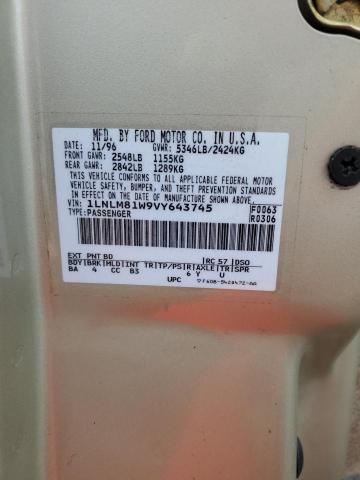 MFD. BY FORD MOTOR CO. IN U.S.A.
DATE: 11/96 GVWR: 5346LB/2424KG
FRONT GAWR: 2548LB 1155KG
REAR GAWR: 2842LB 1289KG
THIS VEHICLE CONFORMS TO ALL APPLICABLE FEDERAL MOTOR
VEHICLE SAFETY, BUMPER, AND THEFT PREVENTION STANDARDS
IN EFFECT ON THE DATE OF MANUFACTURE SHOWN ABOVE.
VIN: 1LNLM81W9VY643745 F0063
TYPE: PASSENGER R0306
EXT PNT BD RC 57 DSO
BDY BRK MLD INT TR TP/PS R AXLE TR SPR
BA 4 CC B3 6 Y U
UPC